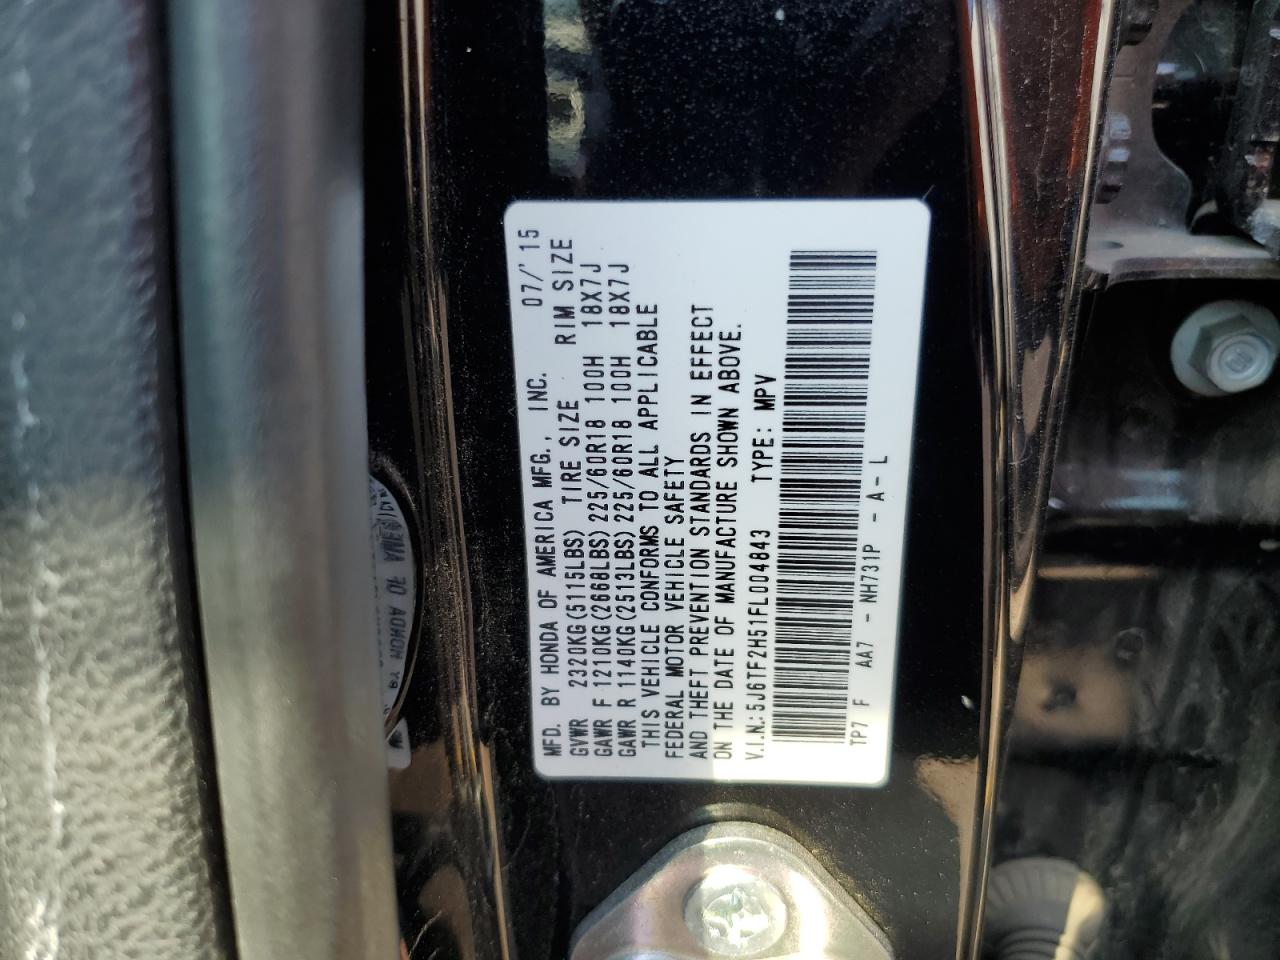 MFD. BY HONDA OF AMERICA MFG., INC. 07/'15
GVWR 2320KG(5115LBS) TIRE SIZE RIM SIZE
GAWR F 1210KG(2668LBS) 225/60R18 100H 18X7J
GAWR R 1140KG(2513LBS) 225/60R18 100H 18X7J
THIS VEHICLE CONFORMS TO ALL APPLICABLE
FEDERAL MOTOR VEHICLE SAFETY
AND THEFT PREVENTION STANDARDS IN EFFECT
ON THE DATE OF MANUFACTURE SHOWN ABOVE.
V.I.N.:5J6TF2H51FL004843 TYPE: MPV
TP7 F AA7 - NH731P - A- L